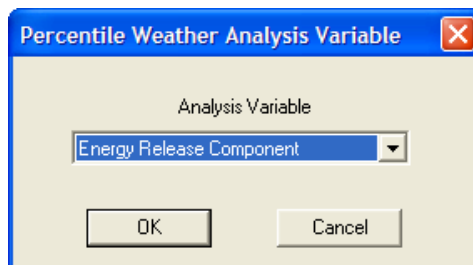 Percentile Weather Analysis Variable
Analysis Variable
Energy Release Component
OK Cancel